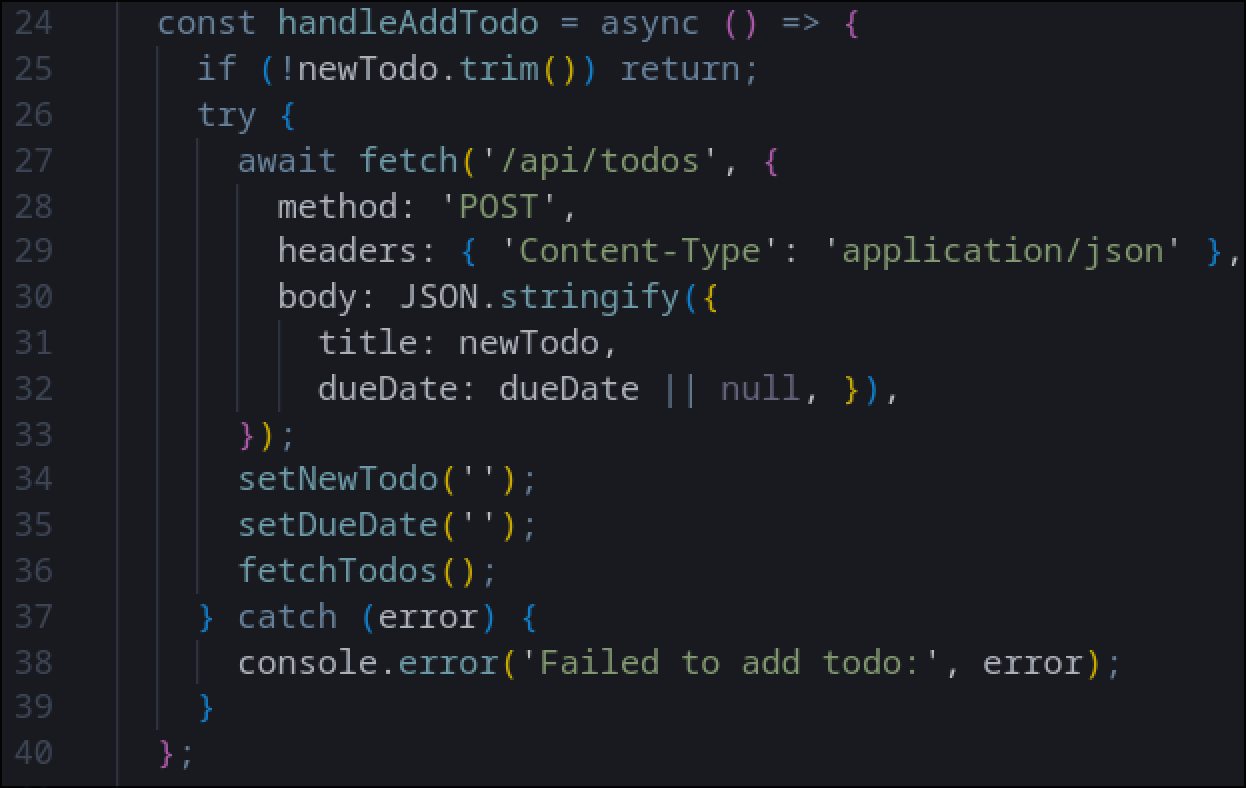 24 const handleAddTodo = async () => {
25 if (!newTodo.trim()) return;
26 try {
27 await fetch('/api/todos', {
28 method: 'POST',
29 headers: { 'Content-Type': 'application/json' },
30 body: JSON.stringify({
31 title: newTodo,
32 dueDate: dueDate || null, }),
33 });
34 setNewTodo('');
35 setDueDate('');
36 fetchTodos();
37 } catch (error) {
38 console.error('Failed to add todo:', error);
39 }
40 };